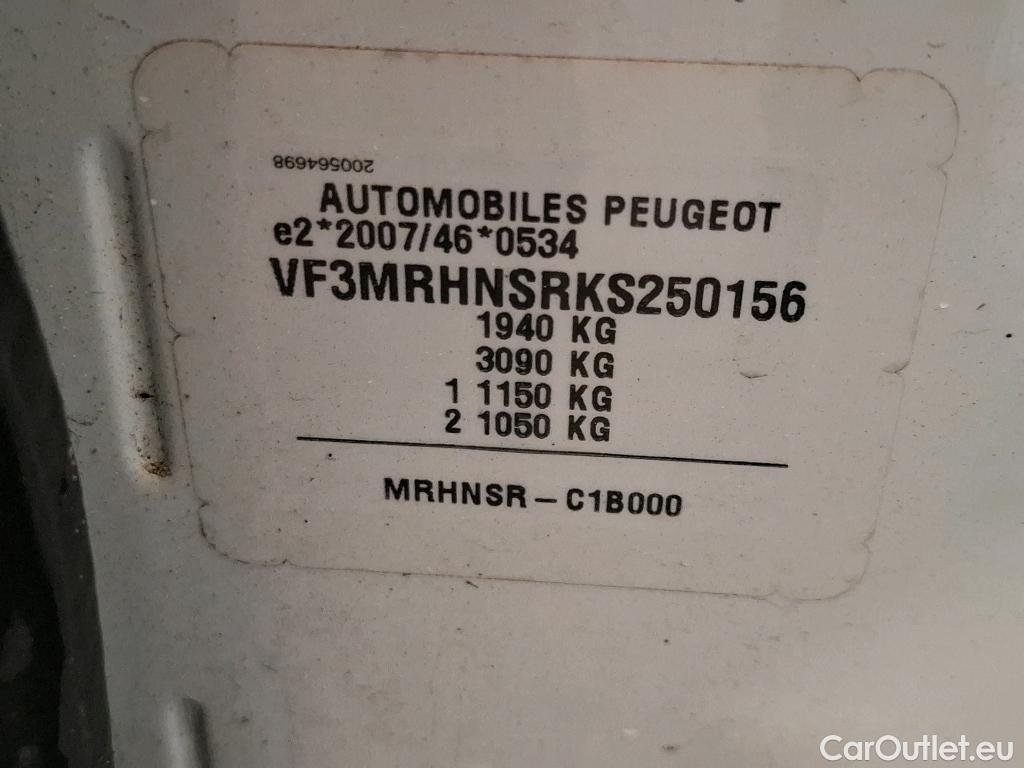 200564698
AUTOMOBILES PEUGEOT
e2*2007/46*0534
VF3MRHNSRKS250156
1940 KG
3090 KG
1 1150 KG
2 1050 KG
MRHNSR – C1B000
CarOutlet.eu